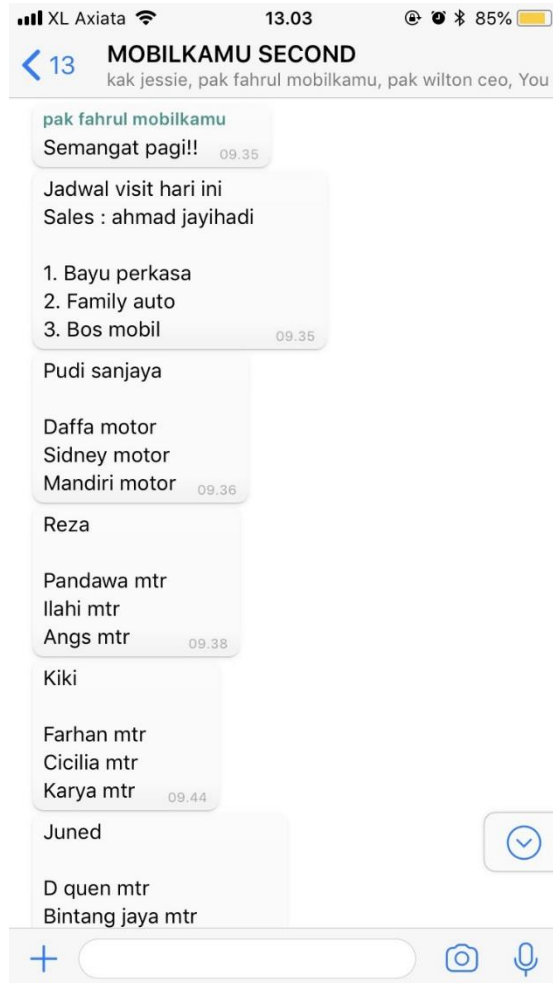 XL Axiata 13.03 85%
13 MOBILKAMU SECOND
kak jessie, pak fahrul mobilkamu, pak wilton ceo, You
pak fahrul mobilkamu
Semangat pagi!! 09.35
Jadwal visit hari ini
Sales : ahmad jayihadi
1. Bayu perkasa
2. Family auto
3. Bos mobil 09.35
Pudi sanjaya
Daffa motor
Sidney motor
Mandiri motor 09.36
Reza
Pandawa mtr
Ilahi mtr
Angs mtr 09.38
Kiki
Farhan mtr
Cicilia mtr
Karya mtr 09.44
Juned
D quen mtr
Bintang jaya mtr